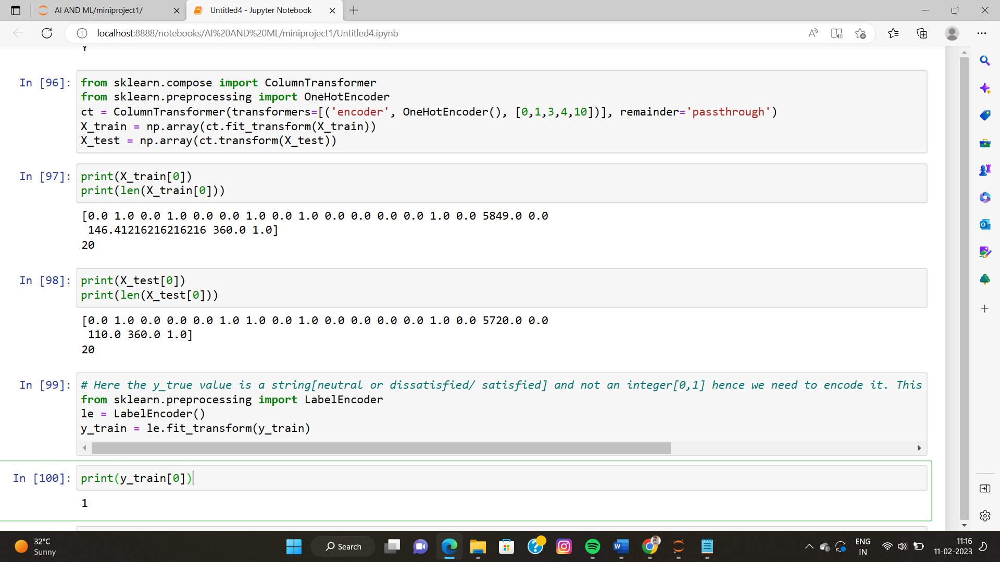 AI AND ML/miniproject1/
Untitled4 - Jupyter Notebook
localhost:8888/notebooks/AI%20AND%20ML/miniproject1/Untitled4.ipynb
Y
In [96]:
from sklearn.compose import ColumnTransformer
from sklearn.preprocessing import OneHotEncoder
ct = ColumnTransformer(transformers=[('encoder', OneHotEncoder(), [0,1,3,4,10])], remainder='passthrough')
X_train = np.array(ct.fit_transform(X_train))
X_test = np.array(ct.transform(X_test))
In [97]:
print(X_train[0])
print(len(X_train[0]))
[0.0 1.0 0.0 1.0 0.0 0.0 1.0 0.0 1.0 0.0 0.0 0.0 0.0 1.0 0.0 5849.0 0.0
146.41216216216216 360.0 1.0]
20
In [98]:
print(X_test[0])
print(len(X_test[0]))
[0.0 1.0 0.0 0.0 0.0 1.0 1.0 0.0 1.0 0.0 0.0 0.0 0.0 1.0 0.0 5720.0 0.0
110.0 360.0 1.0]
20
In [99]:
# Here the y_true value is a string[neutral or dissatisfied/ satisfied] and not an integer[0,1] hence we need to encode it. This
from sklearn.preprocessing import LabelEncoder
le = LabelEncoder()
y_train = le.fit_transform(y_train)
In [100]:
print(y_train[0])
1
32°C
Sunny
Search
ENG
IN
11:16
11-02-2023